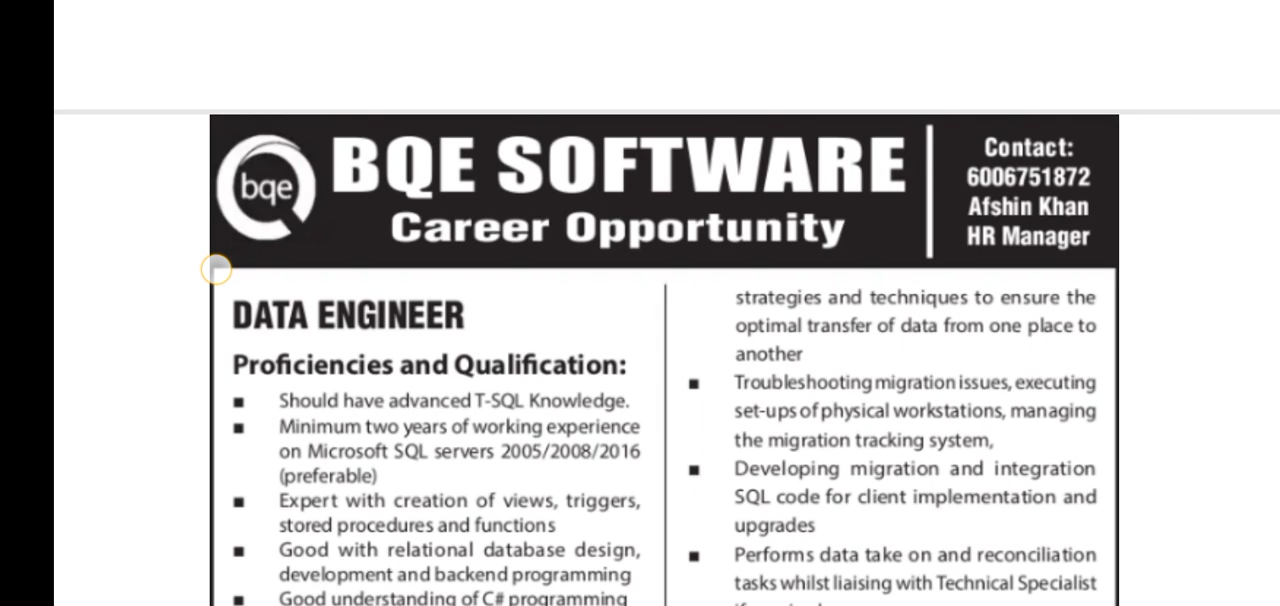 bqe
BQE SOFTWARE
Career Opportunity
Contact:
6006751872
Afshin Khan
HR Manager
DATA ENGINEER
Proficiencies and Qualification:
■ Should have advanced T-SQL Knowledge.
■ Minimum two years of working experience
on Microsoft SQL servers 2005/2008/2016
(preferable)
■ Expert with creation of views, triggers,
stored procedures and functions
■ Good with relational database design,
development and backend programming
■ Good understanding of C# programming
strategies and techniques to ensure the
optimal transfer of data from one place to
another
■ Troubleshooting migration issues, executing
set-ups of physical workstations, managing
the migration tracking system,
■ Developing migration and integration
SQL code for client implementation and
upgrades
■ Performs data take on and reconciliation
tasks whilst liaising with Technical Specialist